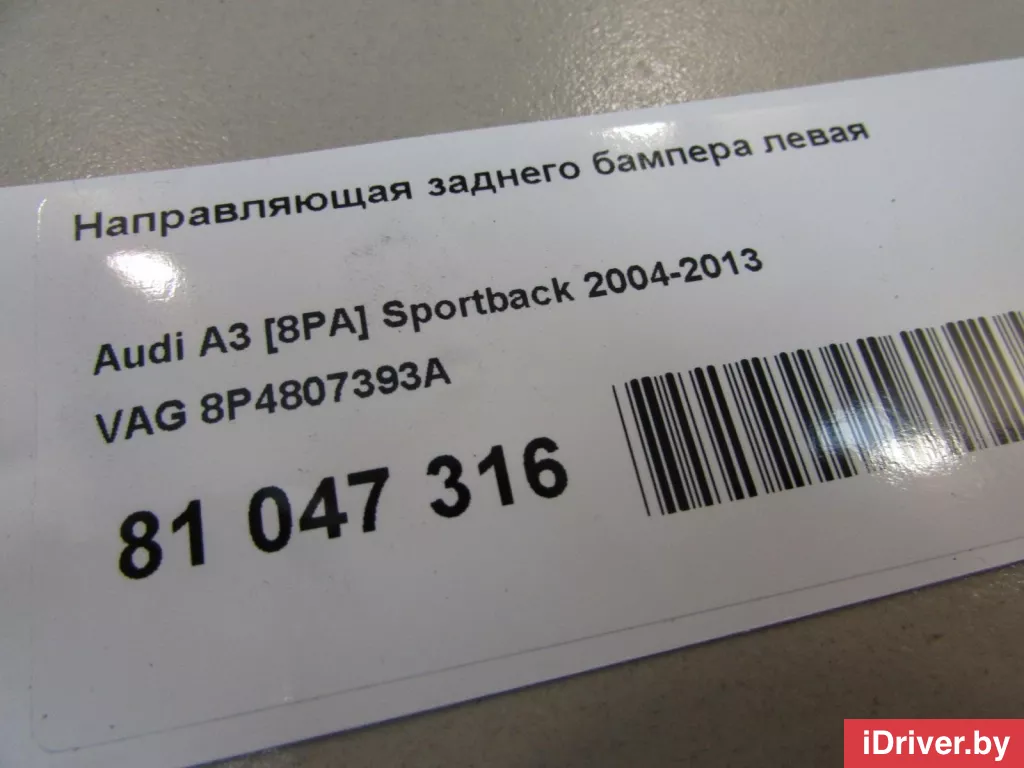 Направляющая заднего бампера левая
Audi A3 [8PA] Sportback 2004-2013
VAG 8P4807393A
81 047 316
iDriver.by